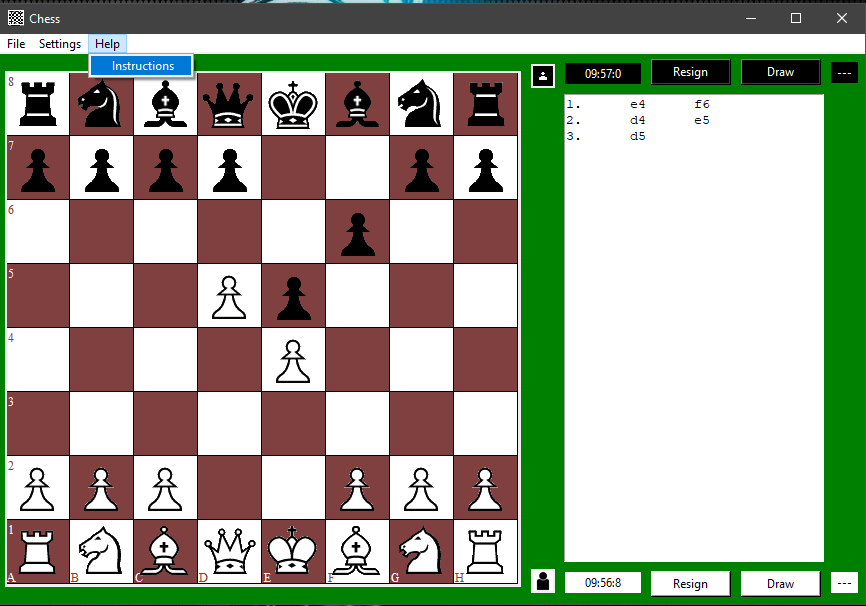 Chess
File Settings Help
Instructions
09:57:0 Resign Draw ---
1. e4 f6
2. d4 e5
3. d5
8
7
6
5
4
3
2
1
A B C D E F G H
09:56:8 Resign Draw ---